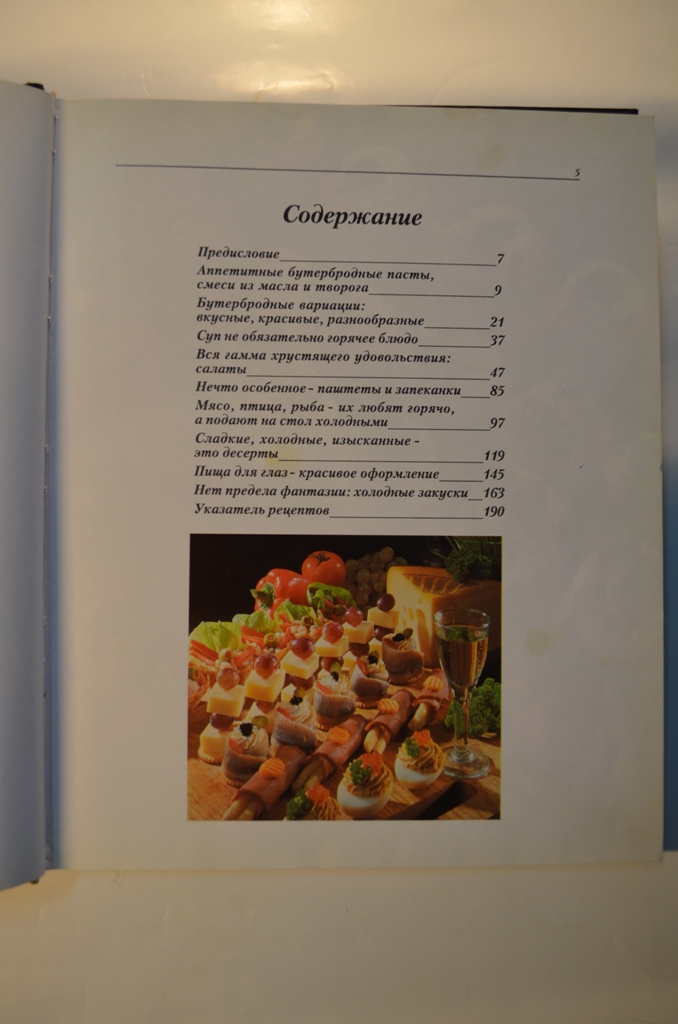 5
Содержание
Предисловие 7
Аппетитные бутербродные пасты,
смеси из масла и творога 9
Бутербродные вариации:
вкусные, красивые, разнообразные 21
Суп не обязательно горячее блюдо 37
Вся гамма хрустящего удовольствия:
салаты 47
Нечто особенное - паштеты и запеканки 85
Мясо, птица, рыба - их любят горячо,
а подают на стол холодными 97
Сладкие, холодные, изысканные -
это десерты 119
Пища для глаз - красивое оформление 145
Нет предела фантазии: холодные закуски 163
Указатель рецептов 190